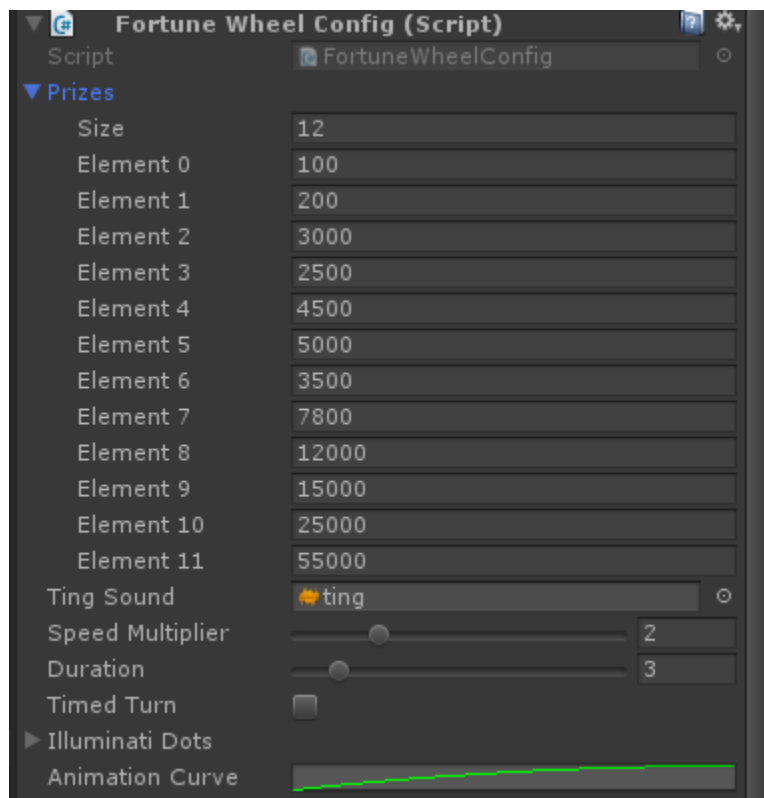 Fortune Wheel Config (Script)
Script FortuneWheelConfig
Prizes
Size 12
Element 0 100
Element 1 200
Element 2 3000
Element 3 2500
Element 4 4500
Element 5 5000
Element 6 3500
Element 7 7800
Element 8 12000
Element 9 15000
Element 10 25000
Element 11 55000
Ting Sound ting
Speed Multiplier 2
Duration 3
Timed Turn
Illuminati Dots
Animation Curve